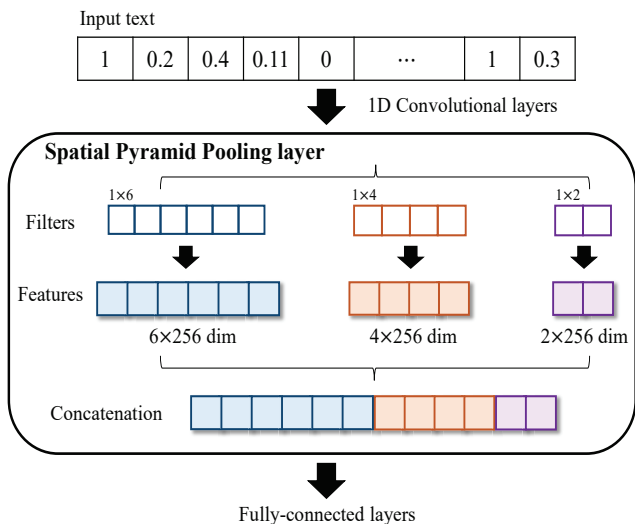 Input text
1 0.2 0.4 0.11 0 ... 1 0.3
1D Convolutional layers
Spatial Pyramid Pooling layer
1×6 1×4 1×2
Filters
Features
6×256 dim 4×256 dim 2×256 dim
Concatenation
Fully-connected layers